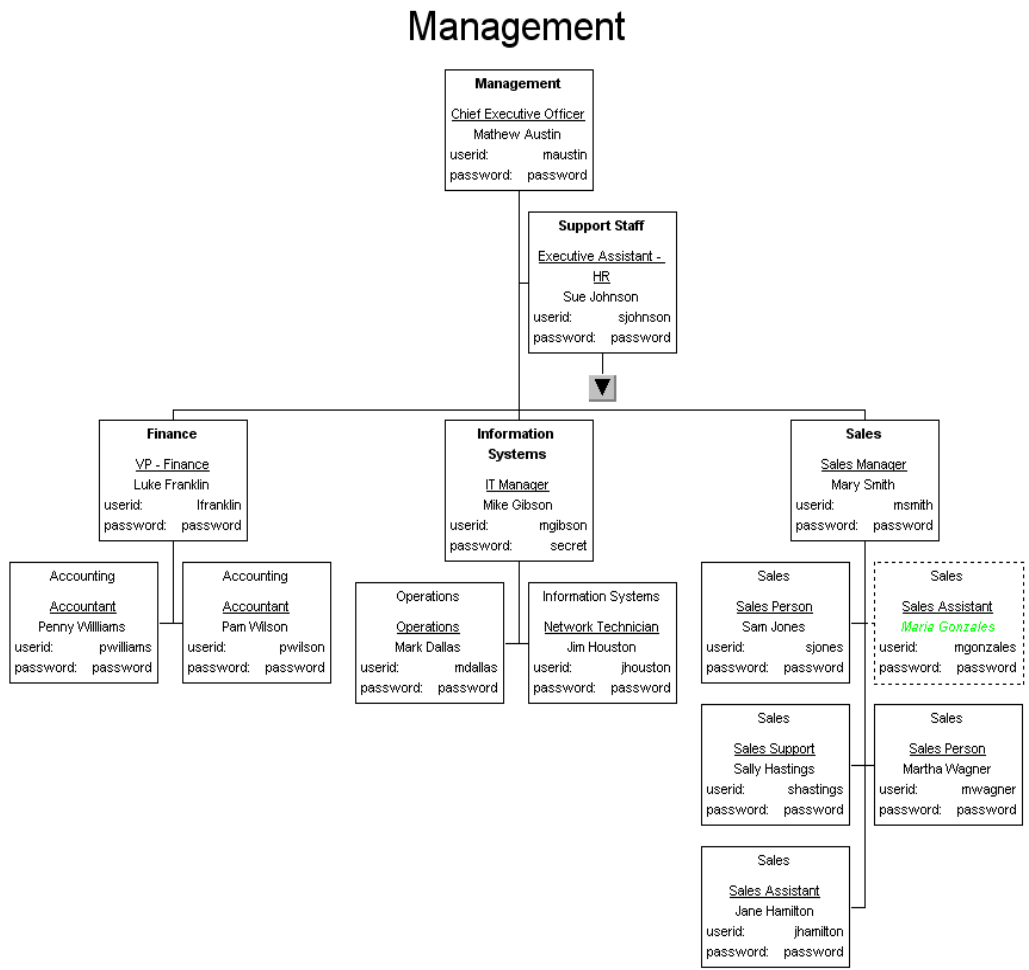 Management
Management
Chief Executive Officer
Mathew Austin
userid: maustin
password: password
Support Staff
Executive Assistant -
HR
Sue Johnson
userid: sjohnson
password: password
Finance
VP - Finance
Luke Franklin
userid: lfranklin
password: password
Information
Systems
IT Manager
Mike Gibson
userid: mgibson
password: secret
Sales
Sales Manager
Mary Smith
userid: msmith
password: password
Accounting
Accountant
Penny Williams
userid: pwilliams
password: password
Accounting
Accountant
Pam Wilson
userid: pwilson
password: password
Operations
Operations
Mark Dallas
userid: mdallas
password: password
Information Systems
Network Technician
Jim Houston
userid: jhouston
password: password
Sales
Sales Person
Sam Jones
userid: sjones
password: password
Sales
Sales Assistant
Maria Gonzales
userid: mgonzales
password: password
Sales
Sales Support
Sally Hastings
userid: shastings
password: password
Sales
Sales Person
Martha Wagner
userid: mwagner
password: password
Sales
Sales Assistant
Jane Hamilton
userid: jhamilton
password: password